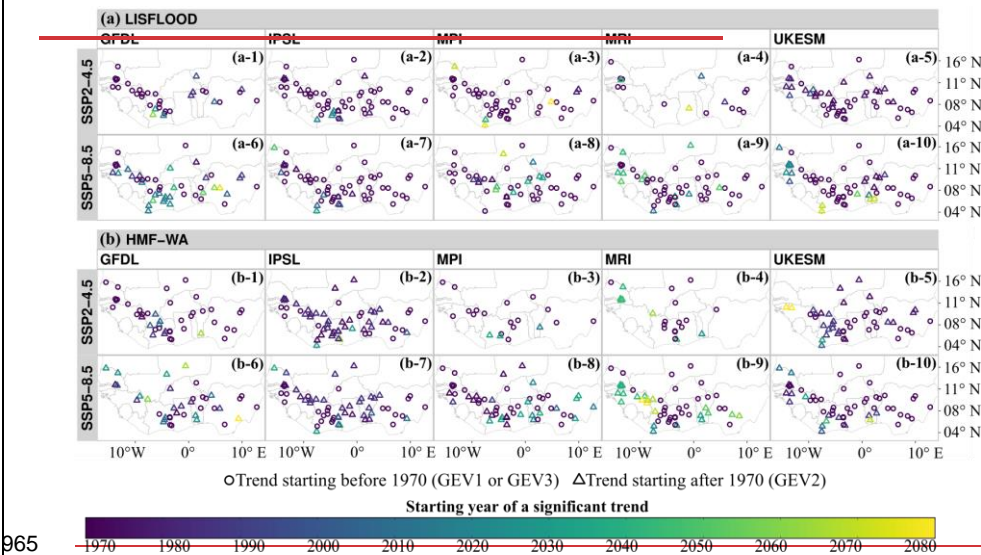 (a) LISFLOOD
GFDL IPSL MPI MRI UKESM
SSP2−4.5 (a-1) (a-2) (a-3) (a-4) (a-5) 16° N
11° N
08° N
04° N
SSP5−8.5 (a-6) (a-7) (a-8) (a-9) (a-10) 16° N
11° N
08° N
04° N
(b) HMF−WA
GFDL IPSL MPI MRI UKESM
SSP2−4.5 (b-1) (b-2) (b-3) (b-4) (b-5) 16° N
11° N
08° N
04° N
SSP5−8.5 (b-6) (b-7) (b-8) (b-9) (b-10) 16° N
11° N
08° N
04° N
10°W 0° 10° E 10°W 0° 10° E 10°W 0° 10° E 10°W 0° 10° E 10°W 0° 10° E
Trend starting before 1970 (GEV1 or GEV3) Trend starting after 1970 (GEV2)
Starting year of a significant trend
965 1970 1980 1990 2000 2010 2020 2030 2040 2050 2060 2070 2080